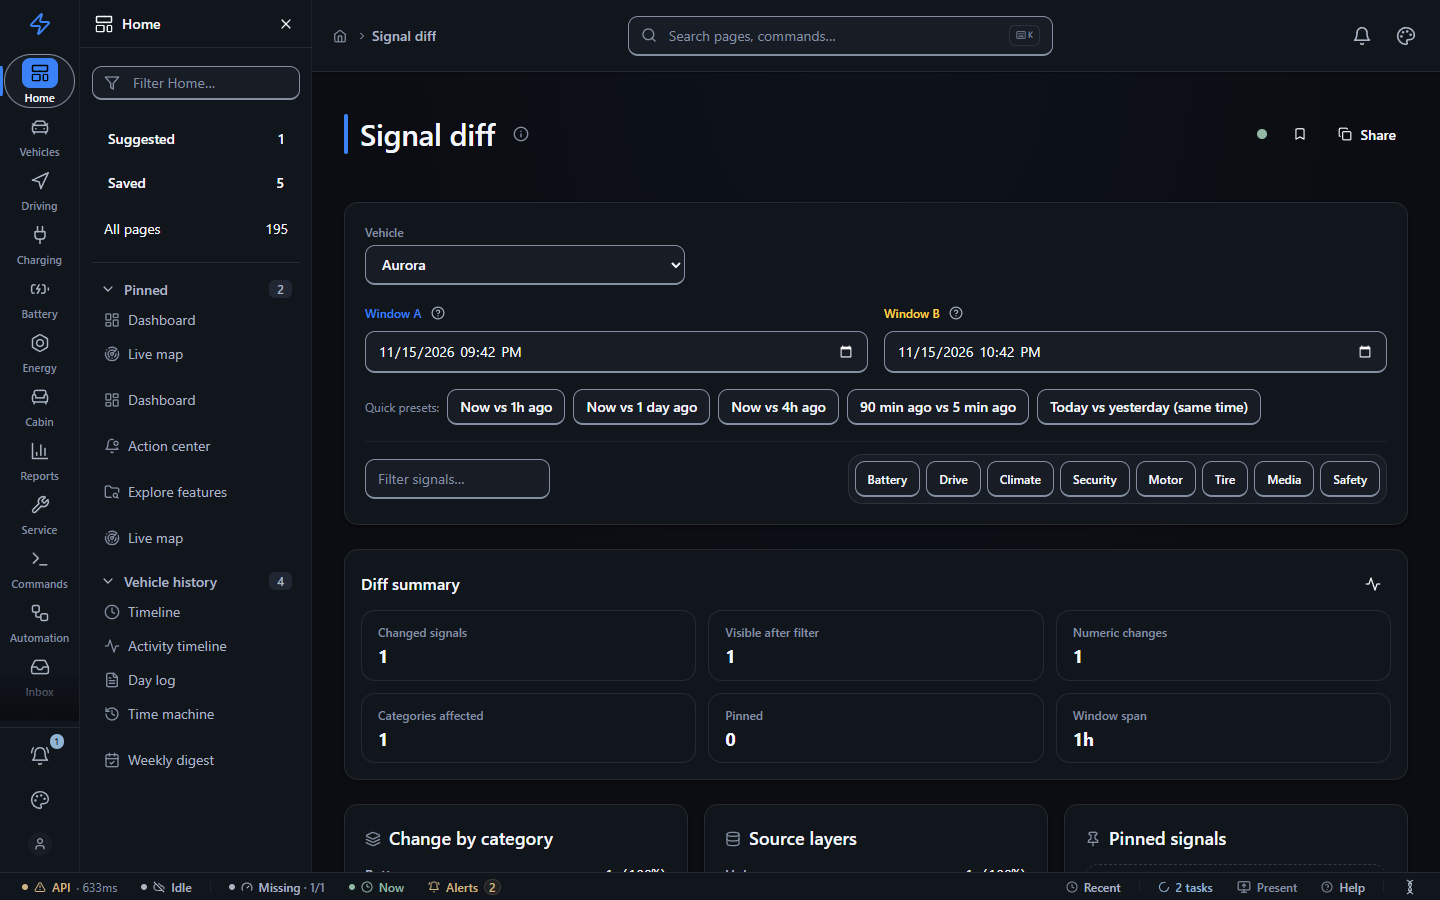 Home
Vehicles
Driving
Charging
Battery
Energy
Cabin
Reports
Service
Commands
Automation
Inbox
1
Home
Filter Home...
Suggested 1
Saved 5
All pages 195
Pinned 2
Dashboard
Live map
Dashboard
Action center
Explore features
Live map
Vehicle history 4
Timeline
Activity timeline
Day log
Time machine
Weekly digest
Signal diff
Search pages, commands...
K
Signal diff
Share
Vehicle
Aurora
Window A
11/15/2026 09:42 PM
Window B
11/15/2026 10:42 PM
Quick presets: Now vs 1h ago Now vs 1 day ago Now vs 4h ago 90 min ago vs 5 min ago Today vs yesterday (same time)
Filter signals...
Battery Drive Climate Security Motor Tire Media Safety
Diff summary
Changed signals
1
Visible after filter
1
Numeric changes
1
Categories affected
1
Pinned
0
Window span
1h
Change by category
Source layers
Pinned signals
API · 633ms Idle Missing · 1/1 Now Alerts 2 Recent 2 tasks Present Help